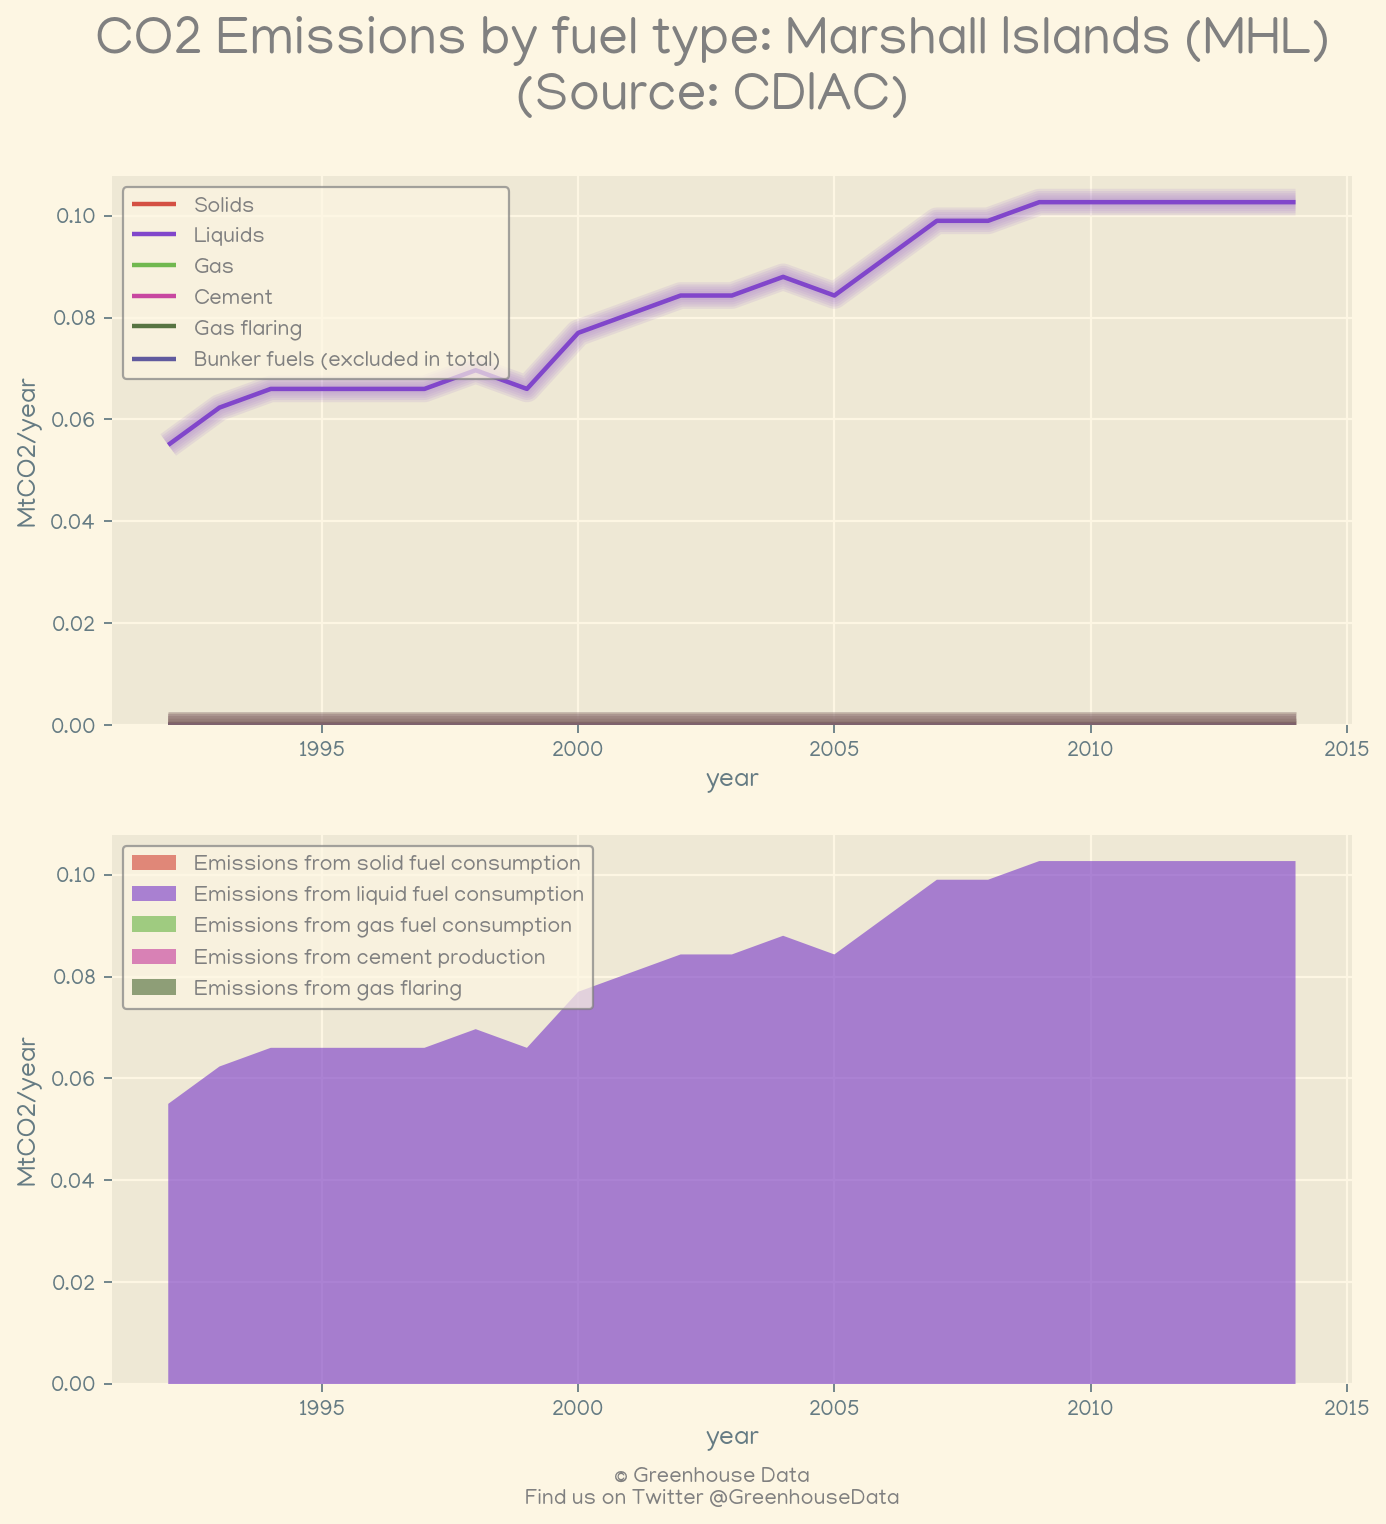 CO2 Emissions by fuel type: Marshall Islands (MHL)
(Source: CDIAC)
Solids
Liquids
Gas
Cement
Gas flaring
Bunker fuels (excluded in total)
0.10
0.08
0.06
0.04
0.02
0.00
MtCO2/year
1995 2000 2005 2010 2015
year
Emissions from solid fuel consumption
Emissions from liquid fuel consumption
Emissions from gas fuel consumption
Emissions from cement production
Emissions from gas flaring
0.10
0.08
0.06
0.04
0.02
0.00
MtCO2/year
1995 2000 2005 2010 2015
year
© Greenhouse Data
Find us on Twitter @GreenhouseData